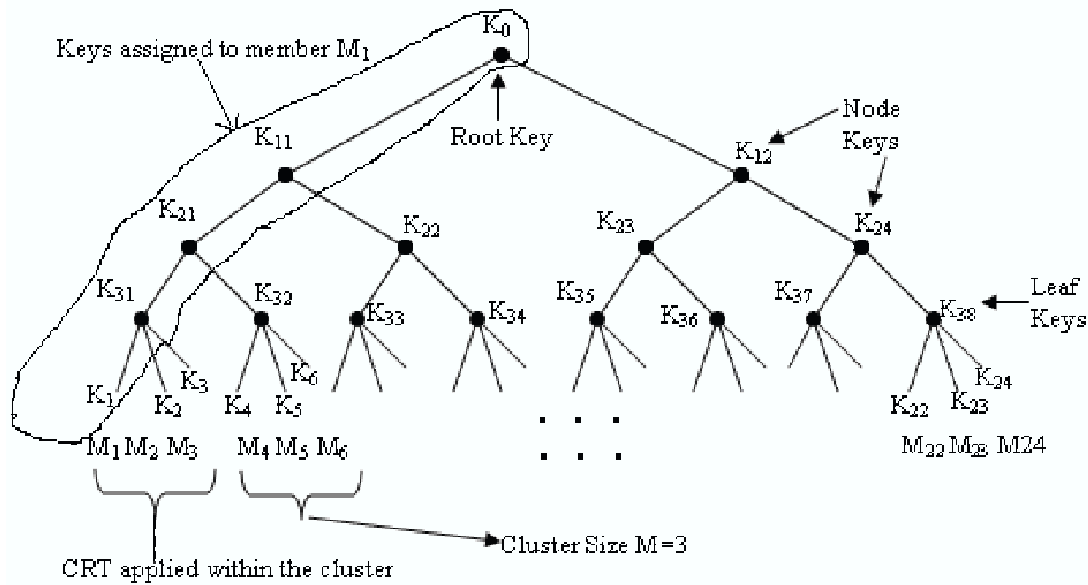 K₀
Keys assigned to member M₁
Root Key
Node
Keys
K₁₁
K₁₂
K₂₁
K₂₂
K₂₃
K₂₄
K₃₁
K₃₂
K₃₃
K₃₄
K₃₅
K₃₆
K₃₇
K₃₈
Leaf
Keys
K₁
K₂
K₃
K₄
K₅
K₆
K₂₂
K₂₃
K₂₄
M₁ M₂ M₃
M₄ M₅ M₆
. . .
. . .
M₂₂ M₂₃ M24
Cluster Size M=3
CRT applied within the cluster